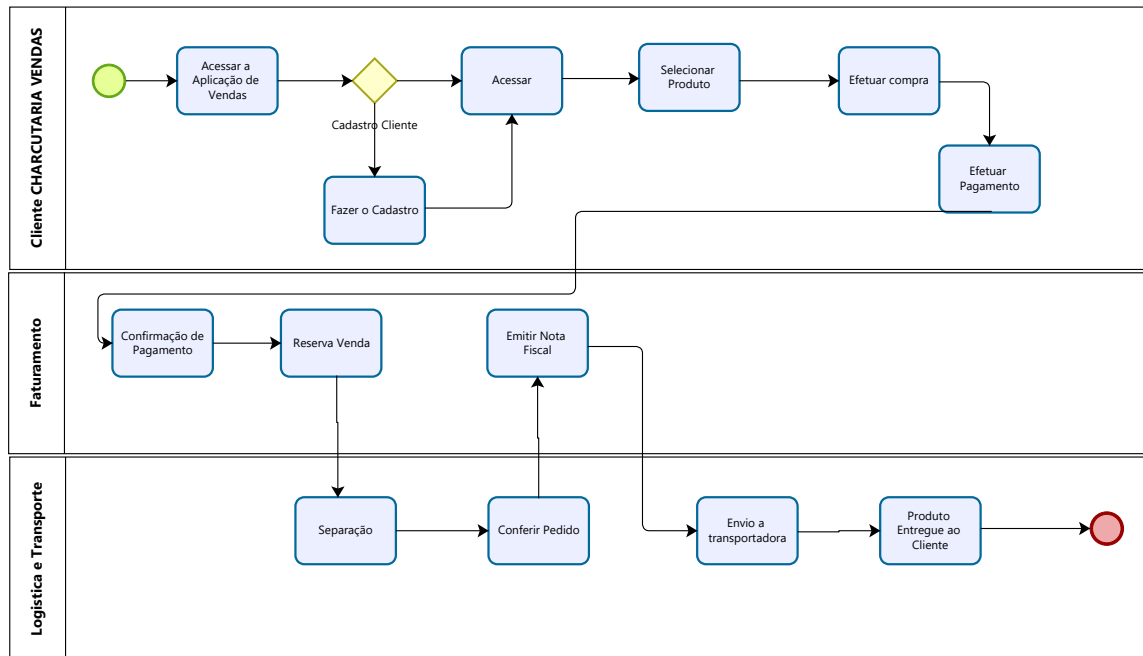 Cliente CHARCUTARIA VENDAS
Acessar a
Aplicação de
Vendas
Cadastro Cliente
Fazer o Cadastro
Acessar
Selecionar
Produto
Efetuar compra
Efetuar
Pagamento
Faturamento
Confirmação de
Pagamento
Reserva Venda
Emitir Nota
Fiscal
Logistica e Transporte
Separação
Conferir Pedido
Envio a
transportadora
Produto
Entregue ao
Cliente